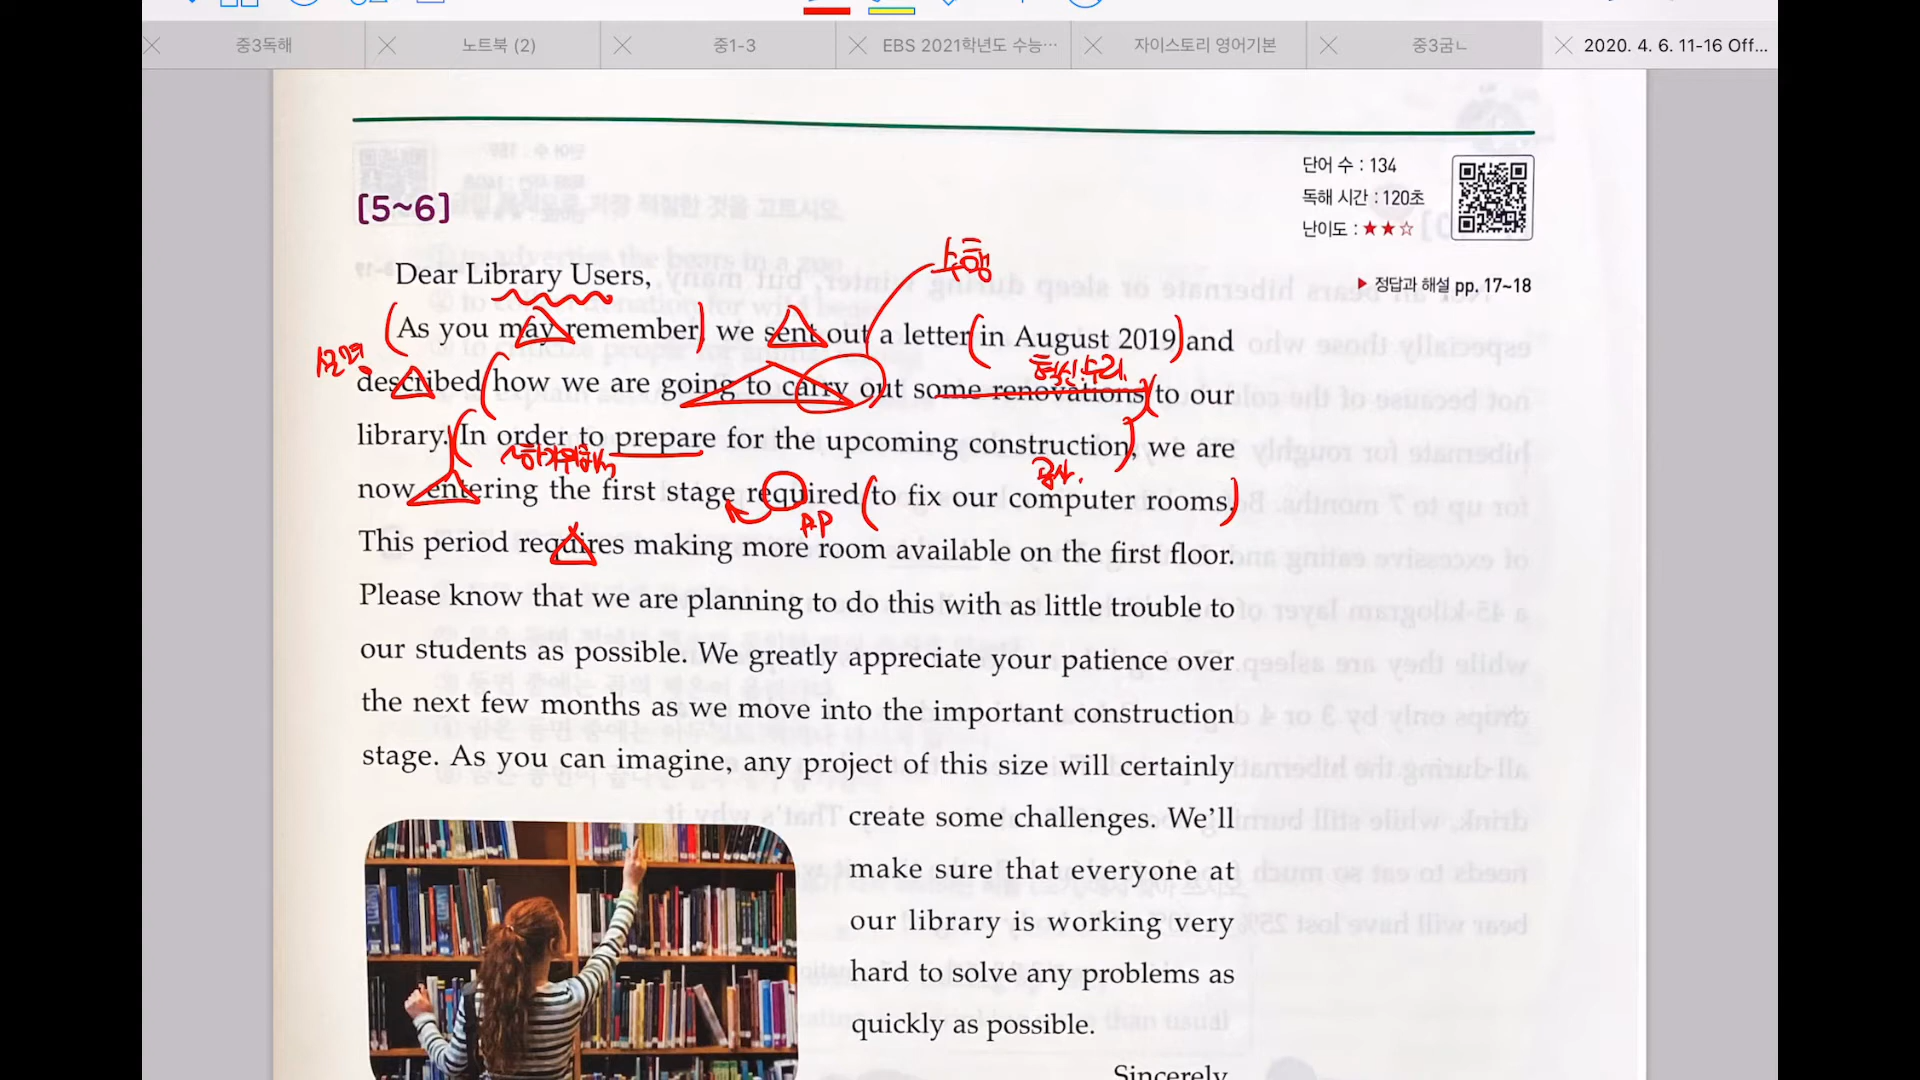 중3독해
노트북 (2)
중1-3
EBS 2021학년도 수능…
자이스토리 영어기본
중3굼ㄴ
2020. 4. 6. 11-16 Off...
단어 수 : 134
독해 시간 : 120초
난이도 : ★★☆
▶ 정답과 해설 pp. 17~18
[5~6]
수행
Dear Library Users,
As you may remember, we sent out a letter in August 2019 and
설명
described how we are going to carry out some renovations to our
library. In order to prepare for the upcoming construction, we are
~하기위해
공사.
now entering the first stage required to fix our computer rooms.
p.p
This period requires making more room available on the first floor.
Please know that we are planning to do this with as little trouble to
our students as possible. We greatly appreciate your patience over
the next few months as we move into the important construction
stage. As you can imagine, any project of this size will certainly
create some challenges. We'll
make sure that everyone at
our library is working very
hard to solve any problems as
quickly as possible.
Sincerely,